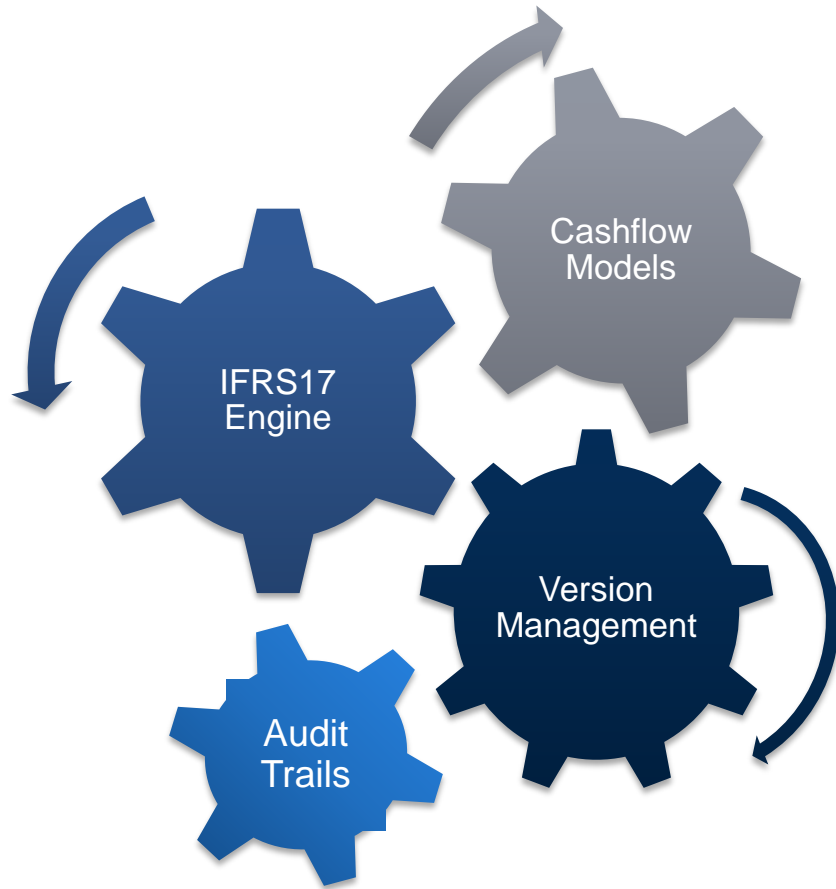 Cashflow
Models
IFRS17
Engine
Version
Management
Audit
Trails